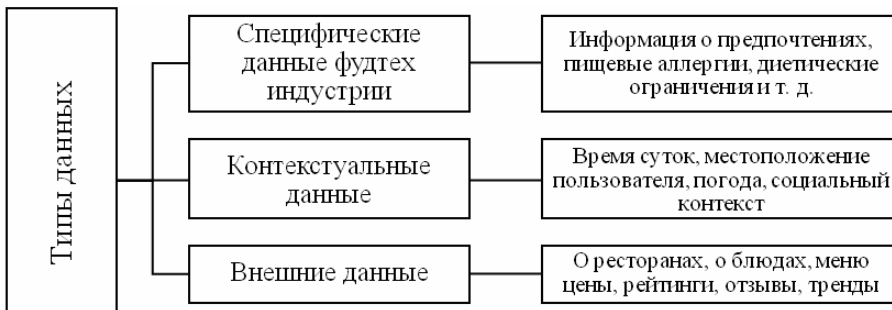 Типы данных
Специфические
данные фудтех
индустрии
Информация о предпочтениях,
пищевые аллергии, диетические
ограничения и т. д.
Контекстуальные
данные
Время суток, местоположение
пользователя, погода, социальный
контекст
Внешние данные
О ресторанах, о блюдах, меню
цены, рейтинги, отзывы, тренды